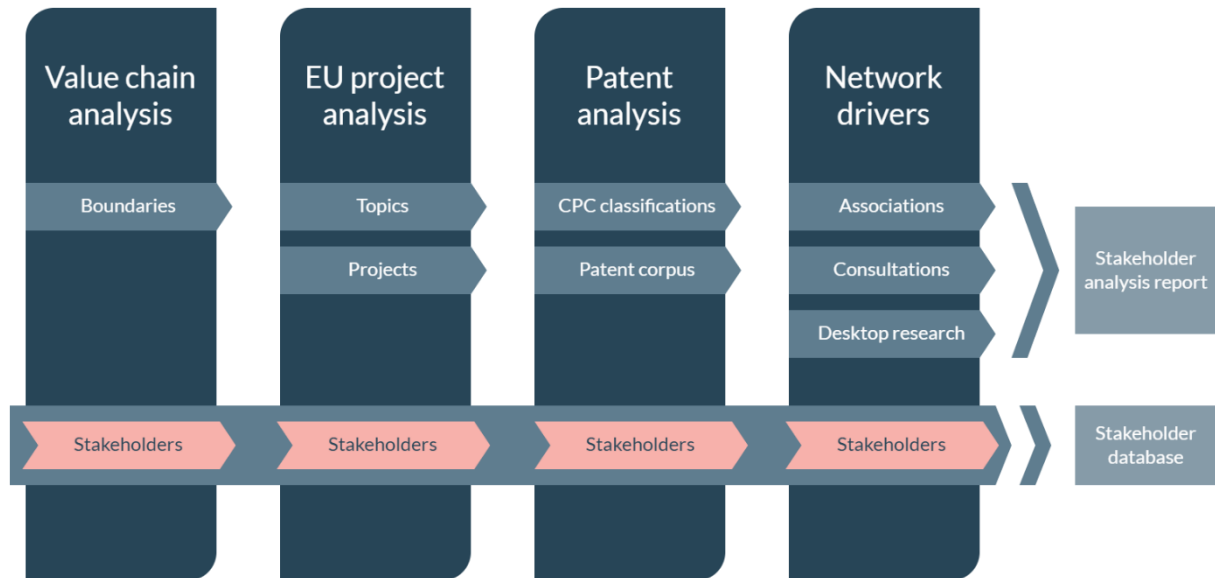 Value chain
analysis
EU project
analysis
Patent
analysis
Network
drivers
Boundaries
Topics
CPC classifications
Associations
Projects
Patent corpus
Consultations
Desktop research
Stakeholder
analysis report
Stakeholders
Stakeholders
Stakeholders
Stakeholders
Stakeholder
database